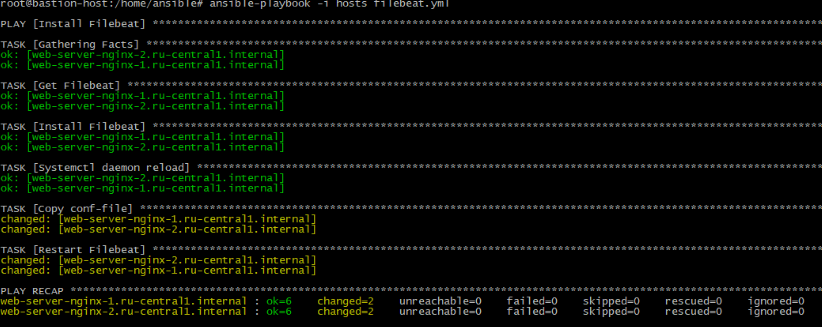 root@bastion-host:/home/ansible# ansible-playbook -i hosts filebeat.yml
PLAY [Install Filebeat] ******************************************************************************************
TASK [Gathering Facts] *******************************************************************************************
ok: [web-server-nginx-2.ru-central1.internal]
ok: [web-server-nginx-1.ru-central1.internal]
TASK [Get Filebeat] **********************************************************************************************
ok: [web-server-nginx-1.ru-central1.internal]
ok: [web-server-nginx-2.ru-central1.internal]
TASK [Install Filebeat] ******************************************************************************************
ok: [web-server-nginx-1.ru-central1.internal]
ok: [web-server-nginx-2.ru-central1.internal]
TASK [Systemctl daemon reload] ***********************************************************************************
ok: [web-server-nginx-2.ru-central1.internal]
ok: [web-server-nginx-1.ru-central1.internal]
TASK [Copy conf-file] ********************************************************************************************
changed: [web-server-nginx-1.ru-central1.internal]
changed: [web-server-nginx-2.ru-central1.internal]
TASK [Restart Filebeat] ******************************************************************************************
changed: [web-server-nginx-2.ru-central1.internal]
changed: [web-server-nginx-1.ru-central1.internal]
PLAY RECAP *******************************************************************************************************
web-server-nginx-1.ru-central1.internal : ok=6 changed=2 unreachable=0 failed=0 skipped=0 rescued=0 ignored=0
web-server-nginx-2.ru-central1.internal : ok=6 changed=2 unreachable=0 failed=0 skipped=0 rescued=0 ignored=0